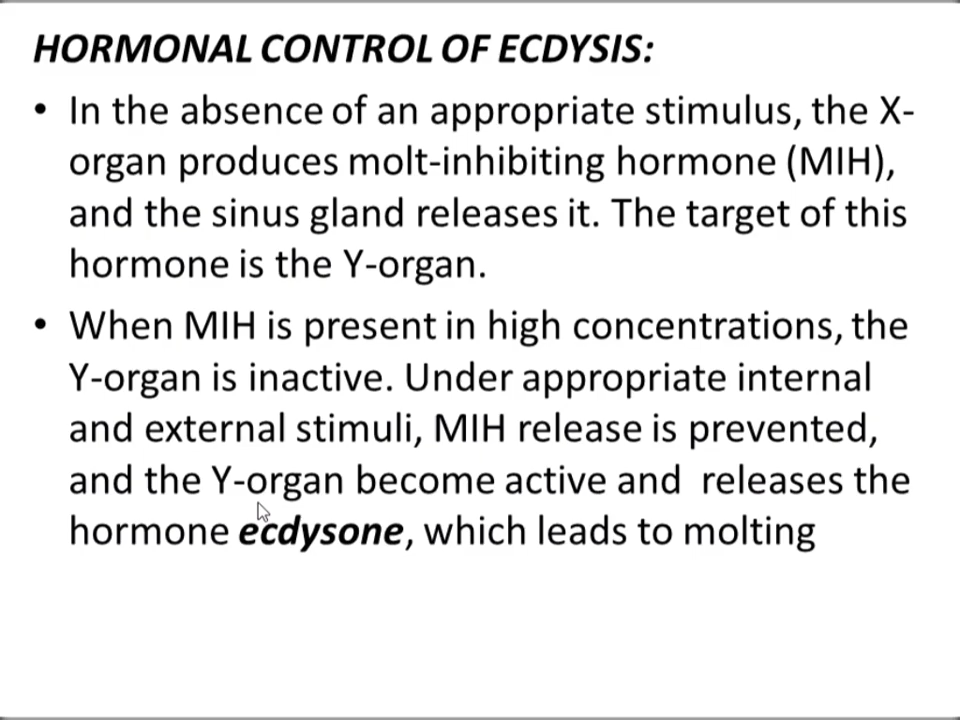 HORMONAL CONTROL OF ECDYSIS:
• In the absence of an appropriate stimulus, the X-
organ produces molt-inhibiting hormone (MIH),
and the sinus gland releases it. The target of this
hormone is the Y-organ.
• When MIH is present in high concentrations, the
Y-organ is inactive. Under appropriate internal
and external stimuli, MIH release is prevented,
and the Y-organ become active and  releases the
hormone ecdysone, which leads to molting